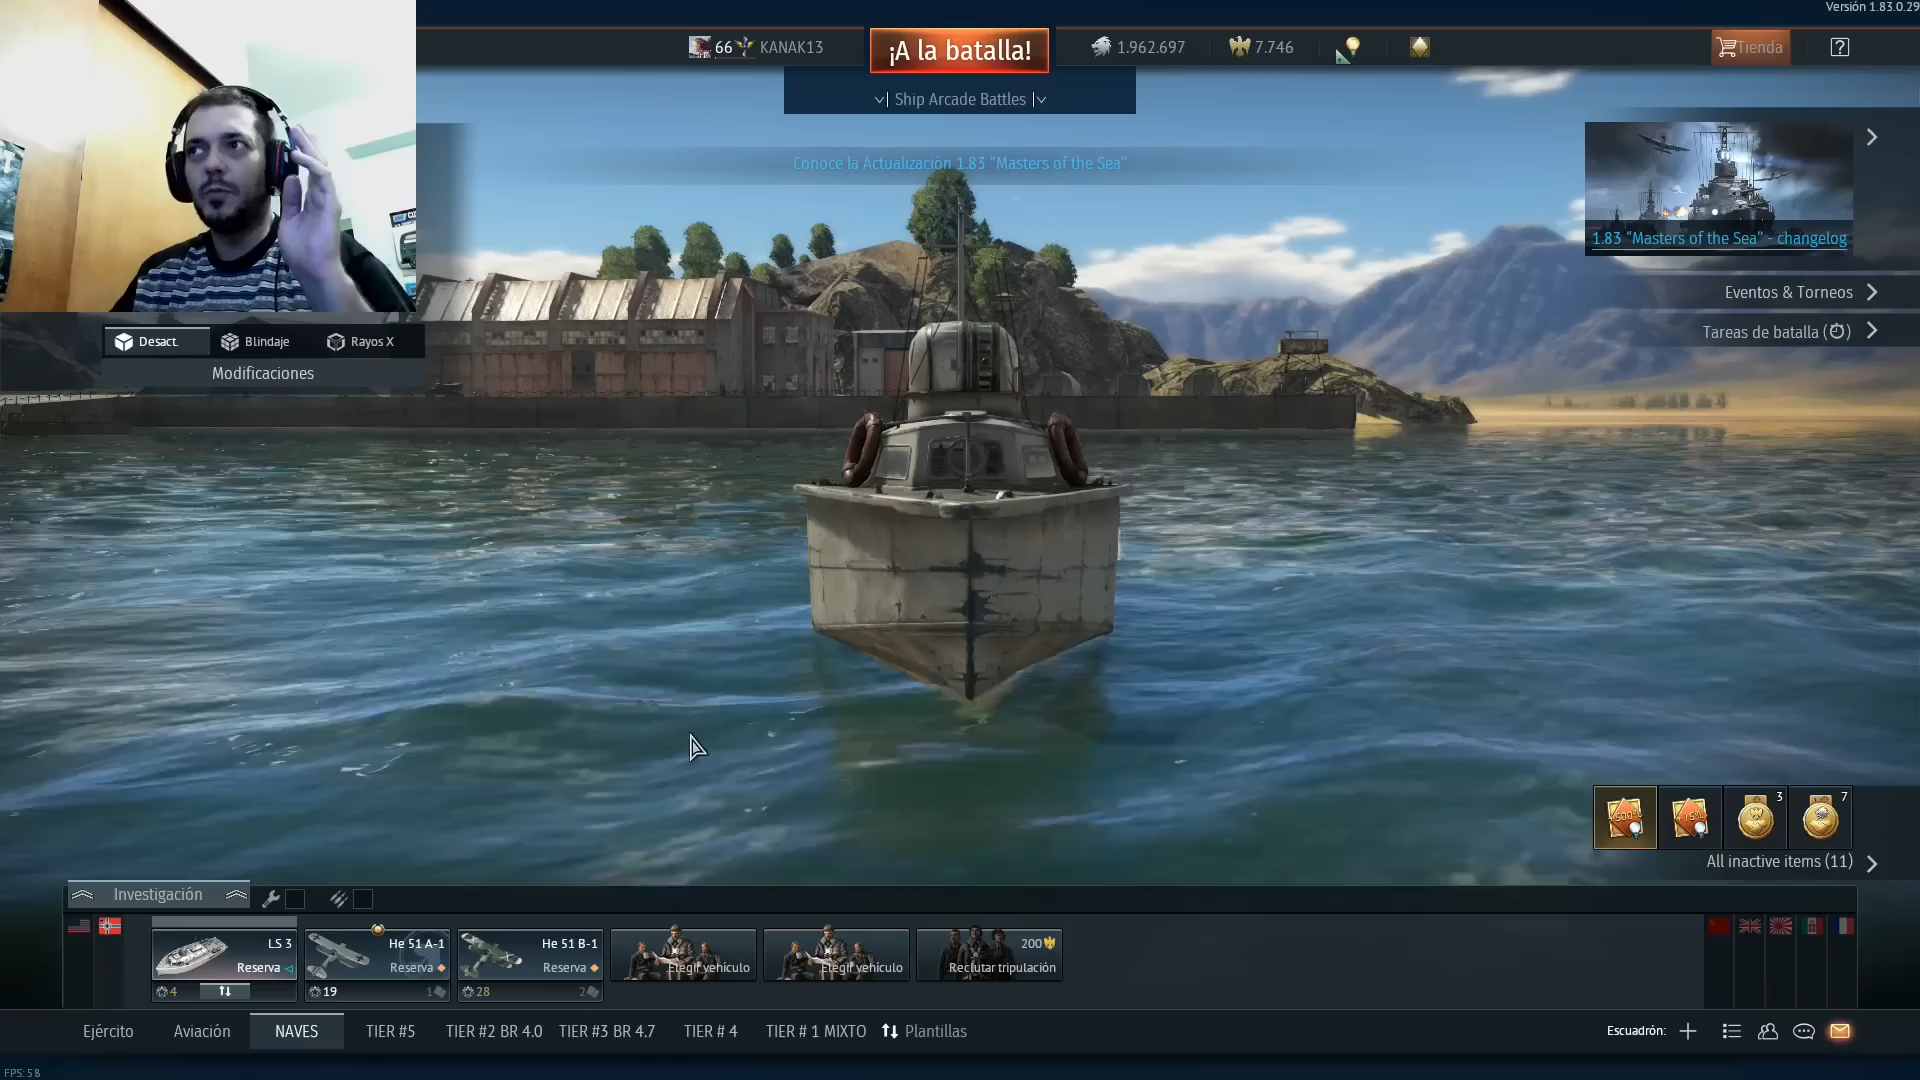 Versión 1.83.0.29
66 KANAK13
¡A la batalla!
1.962.697
7.746
Tienda
Ship Arcade Battles
Conoce la Actualización 1.83 "Masters of the Sea"
1.83 “Masters of the Sea” - changelog
Eventos & Torneos
Tareas de batalla
Desact.
Blindaje
Rayos X
Modificaciones
3
7
All inactive items (11)
Investigación
LS 3
Reserva
4
He 51 A-1
Reserva
19
1
He 51 B-1
Reserva
28
2
Elegir vehículo
Elegir vehículo
200
Reclutar tripulación
Ejército
Aviación
NAVES
TIER #5
TIER #2 BR 4.0
TIER #3 BR 4.7
TIER # 4
TIER # 1 MIXTO
Plantillas
Escuadrón:
FPS: 58